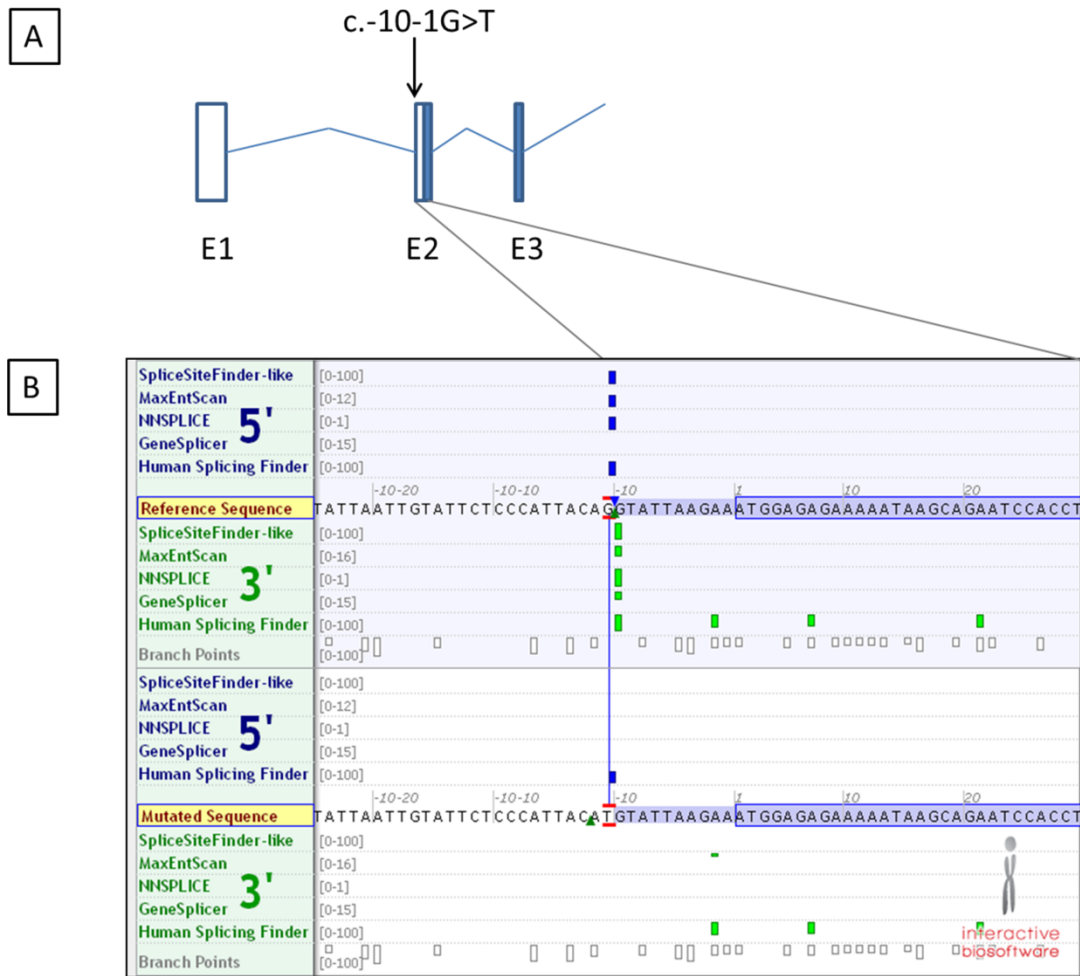 A
c.-10-1G>T
E1 E2 E3
B
SpliceSiteFinder-like [0-100]
MaxEntScan [0-12]
NNSPLICE 5' [0-1]
GeneSplicer [0-15]
Human Splicing Finder [0-100]
-10-20 -10-10 -10 1 10 20
Reference Sequence TATTAATTGTATTCTCCCATTACAGGTATTAAGAAATGGAGAGAAAAATAAGCAGAATCCACCT
SpliceSiteFinder-like [0-100]
MaxEntScan [0-16]
NNSPLICE 3' [0-1]
GeneSplicer [0-15]
Human Splicing Finder [0-100]
Branch Points [0-100]
SpliceSiteFinder-like [0-100]
MaxEntScan [0-12]
NNSPLICE 5' [0-1]
GeneSplicer [0-15]
Human Splicing Finder [0-100]
-10-20 -10-10 -10 1 10 20
Mutated Sequence TATTAATTGTATTCTCCCATTACATGTATTAAGAAATGGAGAGAAAAATAAGCAGAATCCACCT
SpliceSiteFinder-like [0-100]
MaxEntScan [0-16]
NNSPLICE 3' [0-1]
GeneSplicer [0-15]
Human Splicing Finder [0-100]
Branch Points [0-100]
interactive
biosoftware